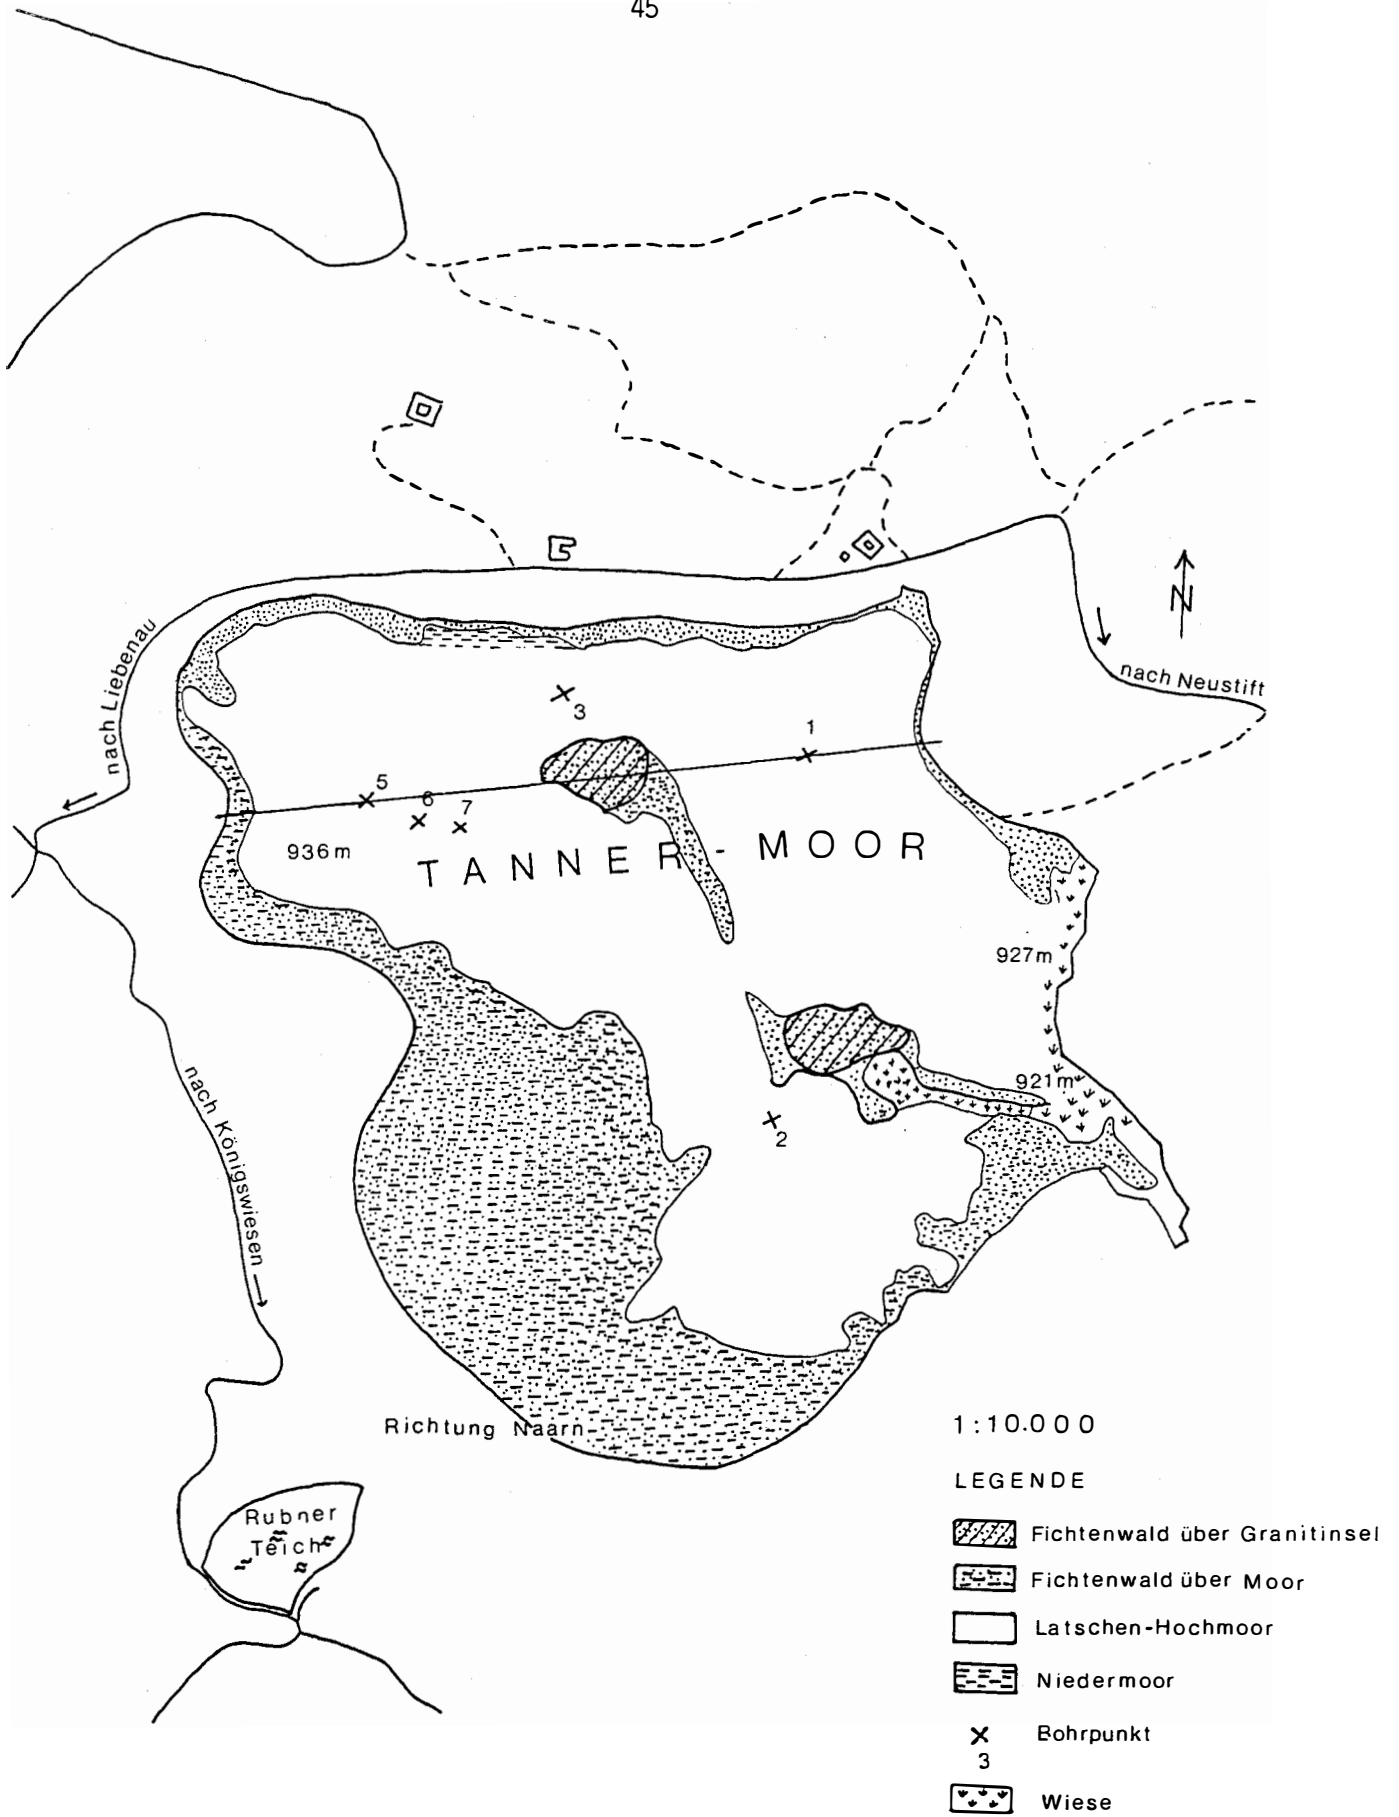 45
N
nach Liebenau
nach Neustift
3
1
5
6
7
936m
TANNER-MOOR
927m
921m
2
nach Königswiesen
Richtung Naarn
Rubner
Teich
1:10.000
LEGENDE
Fichtenwald über Granitinsel
Fichtenwald über Moor
Latschen-Hochmoor
Niedermoor
Bohrpunkt
3
Wiese